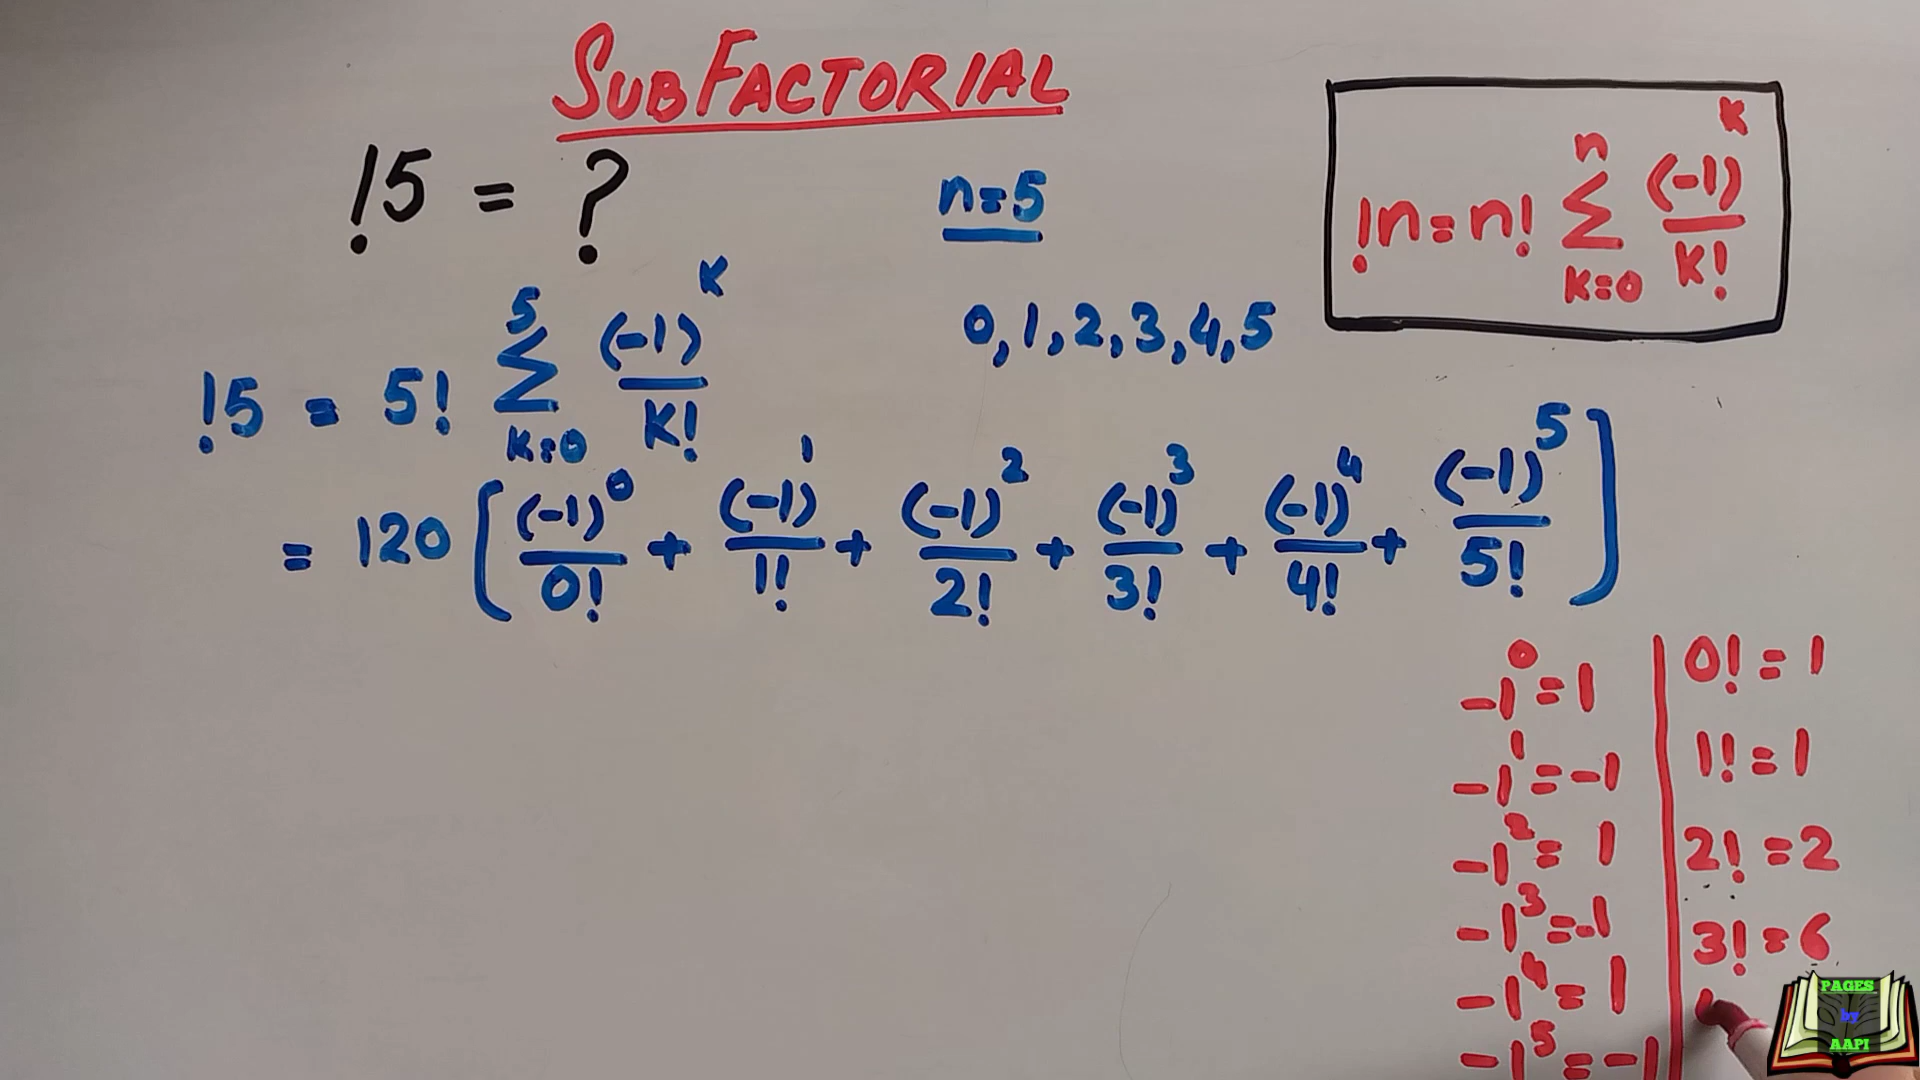 SUBFACTORIAL
!5 = ?
n=5
!n=n! n Σ k=0 (-1)^k / k!
0,1,2,3,4,5
!5 = 5! 5 Σ k=0 (-1)^k / k!
= 120 [ (-1)^0/0! + (-1)^1/1! + (-1)^2/2! + (-1)^3/3! + (-1)^4/4! + (-1)^5/5! ]
-1^0=1
-1^1=-1
-1^2=1
-1^3=-1
-1^4=1
-1^5=-1
0!=1
1!=1
2!=2
3!=6
PAGES
by
AAPI